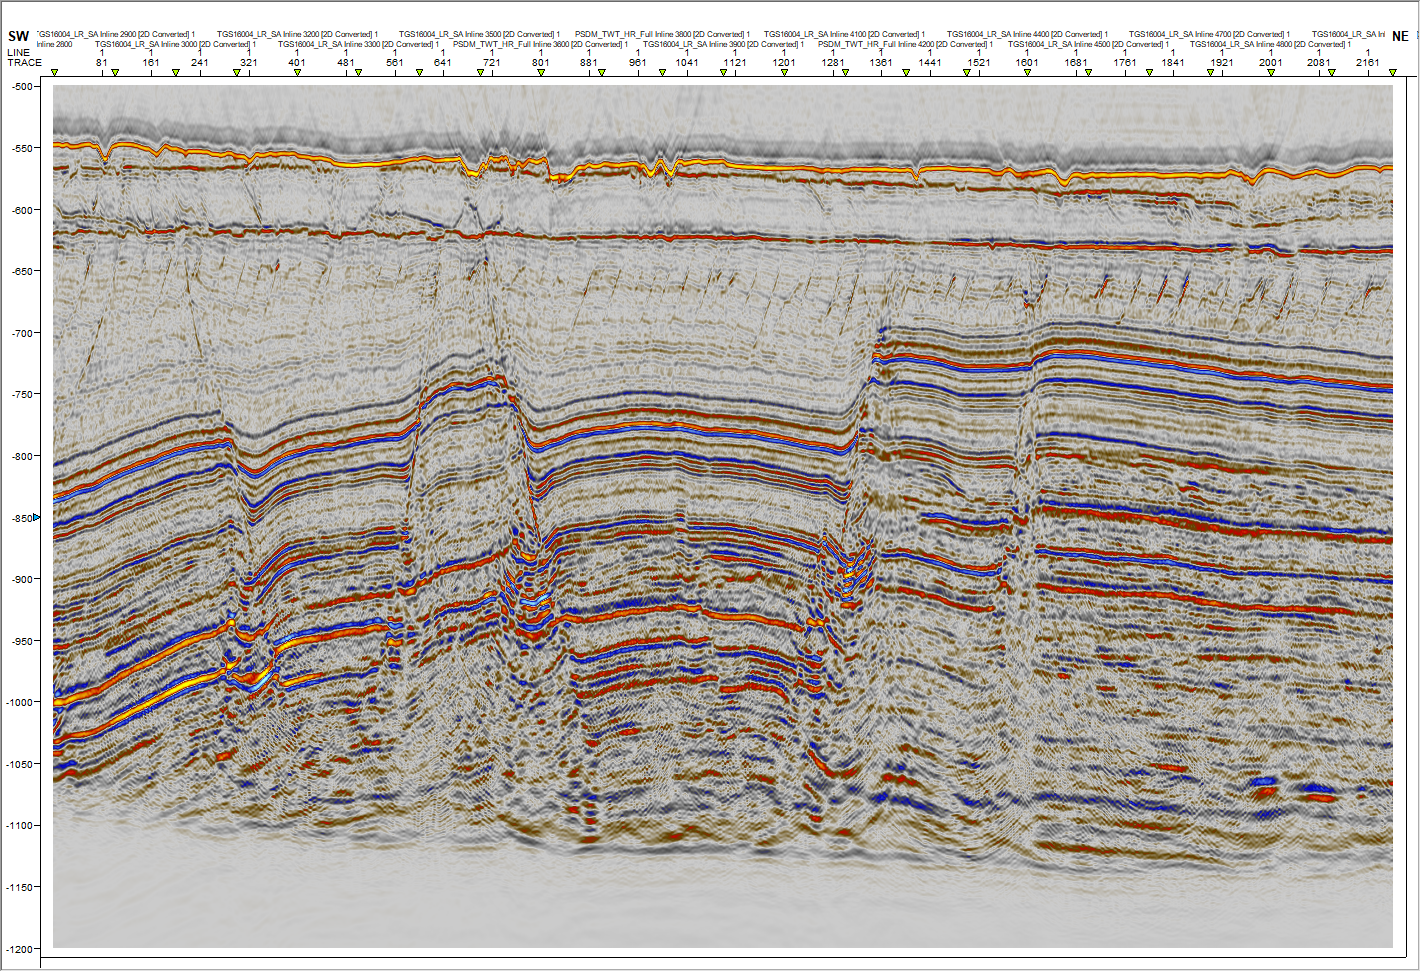 SW
TGS16004_LR_SA Inline 2900 [2D Converted] 1 TGS16004_LR_SA Inline 3200 [2D Converted] 1 TGS16004_LR_SA Inline 3500 [2D Converted] 1 PSDM_TWT_HR_Full Inline 3800 [2D Converted] 1 TGS16004_LR_SA Inline 4100 [2D Converted] 1 TGS16004_LR_SA Inline 4400 [2D Converted] 1 TGS16004_LR_SA Inline 4700 [2D Converted] 1 TGS16004_LR_SA Inl
NE
Inline 2800 TGS16004_LR_SA Inline 3000 [2D Converted] 1 TGS16004_LR_SA Inline 3300 [2D Converted] 1 PSDM_TWT_HR_Full Inline 3600 [2D Converted] 1 TGS16004_LR_SA Inline 3900 [2D Converted] 1 PSDM_TWT_HR_Full Inline 4200 [2D Converted] 1 TGS16004_LR_SA Inline 4500 [2D Converted] 1 TGS16004_LR_SA Inline 4800 [2D Converted] 1
LINE 1 1 1 1 1 1 1 1 1 1 1 1 1 1 1 1 1 1 1 1 1 1 1 1 1 1 1
TRACE 81 161 241 321 401 481 561 641 721 801 881 961 1041 1121 1201 1281 1361 1441 1521 1601 1681 1761 1841 1921 2001 2081 2161
-500
-550
-600
-650
-700
-750
-800
-850
-900
-950
-1000
-1050
-1100
-1150
-1200